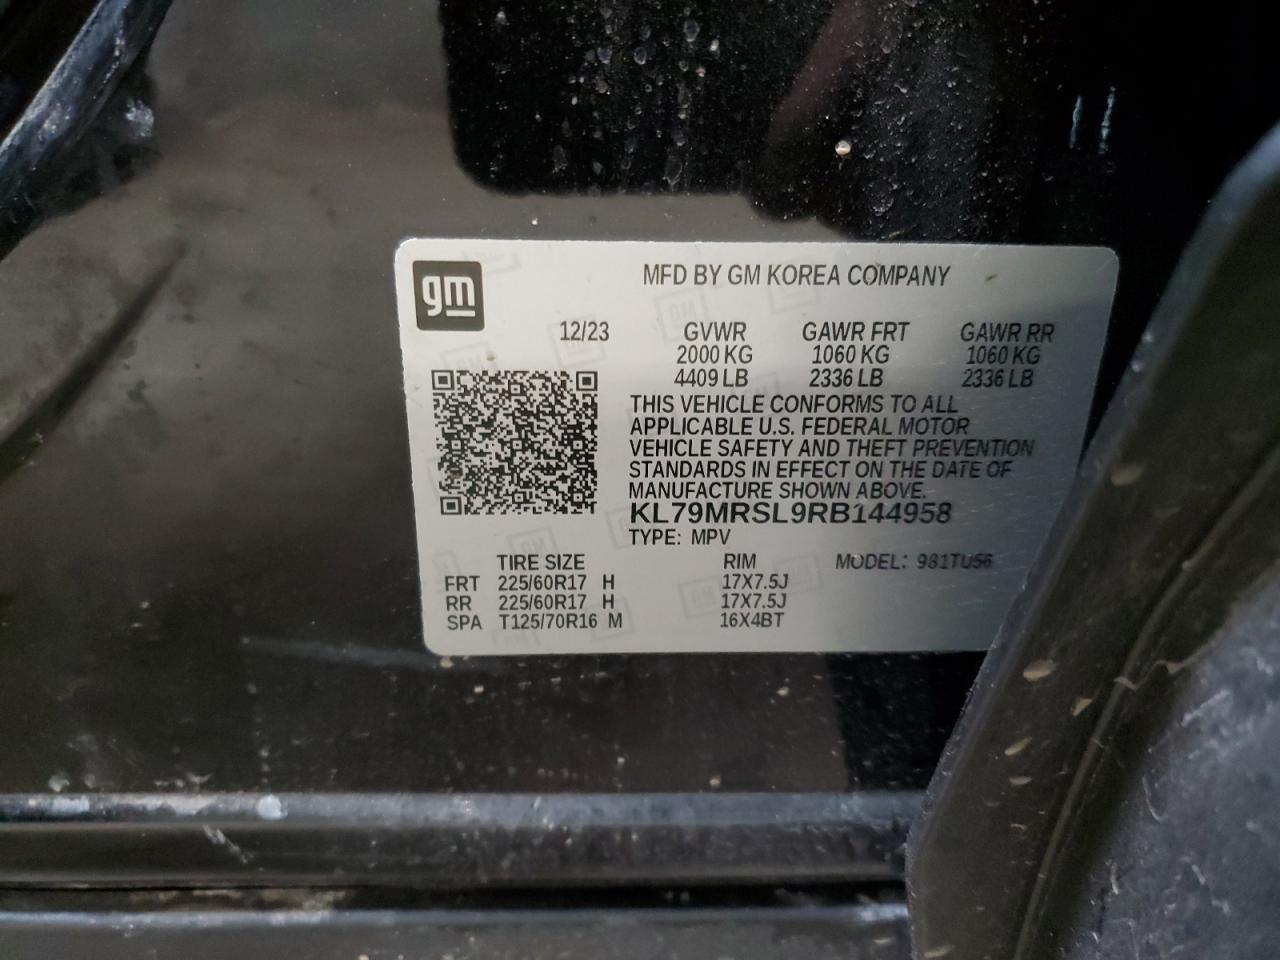 gm
MFD BY GM KOREA COMPANY
12/23 GVWR GAWR FRT GAWR RR
2000 KG 1060 KG 1060 KG
4409 LB 2336 LB 2336 LB
THIS VEHICLE CONFORMS TO ALL
APPLICABLE U.S. FEDERAL MOTOR
VEHICLE SAFETY AND THEFT PREVENTION
STANDARDS IN EFFECT ON THE DATE OF
MANUFACTURE SHOWN ABOVE.
KL79MRSL9RB144958
TYPE: MPV
TIRE SIZE RIM MODEL: 981TU56
FRT 225/60R17 H 17X7.5J
RR 225/60R17 H 17X7.5J
SPA T125/70R16 M 16X4BT